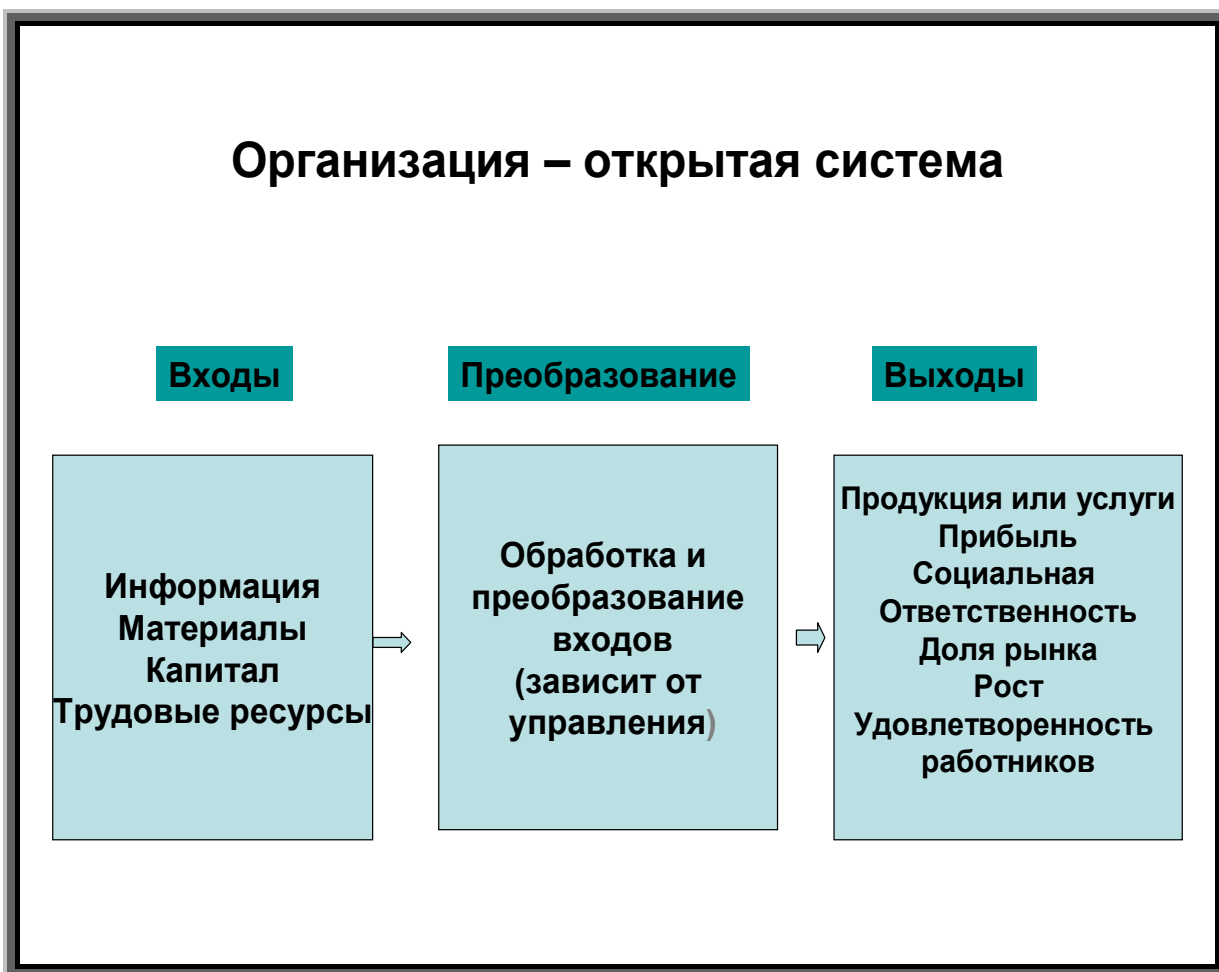 Организация – открытая система
Входы
Преобразование
Выходы
Информация
Материалы
Капитал
Трудовые ресурсы
Обработка и
преобразование
входов
(зависит от
управления)
Продукция или услуги
Прибыль
Социальная
Ответственность
Доля рынка
Рост
Удовлетворенность
работников